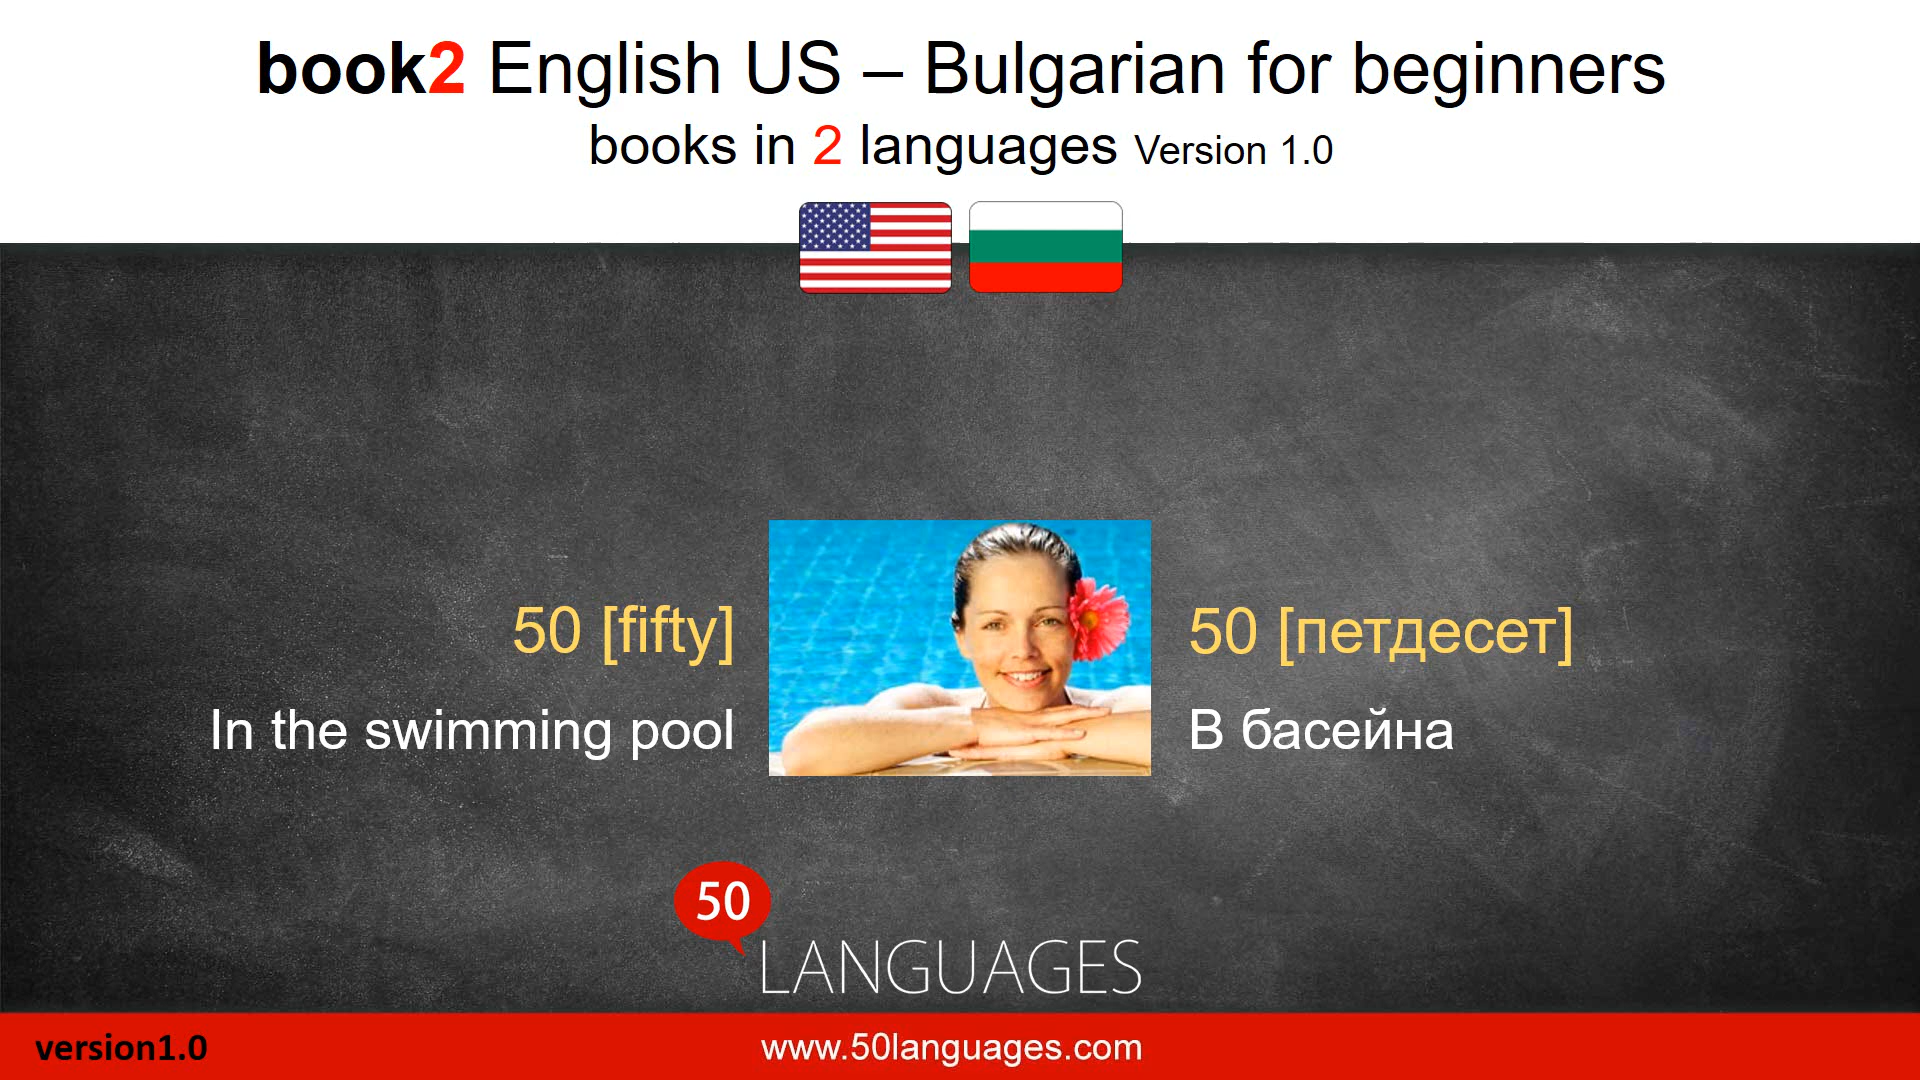 book2 English US – Bulgarian for beginners
books in 2 languages Version 1.0
50 [fifty]
In the swimming pool
50 [петдесет]
В басейна
50
LANGUAGES
version1.0
www.50languages.com